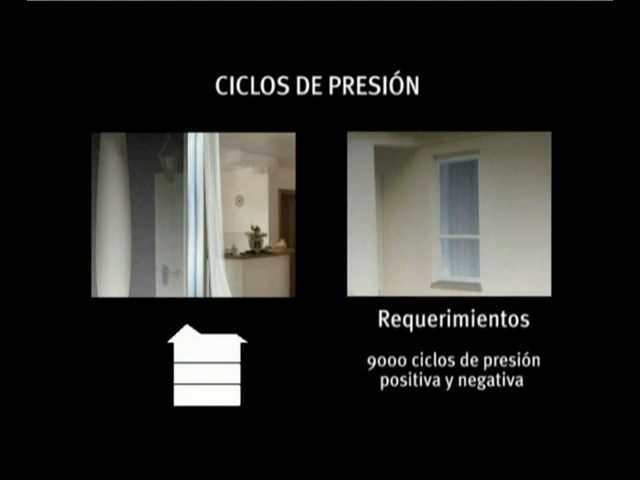 CICLOS DE PRESIÓN
Requerimientos
9000 ciclos de presión
positiva y negativa